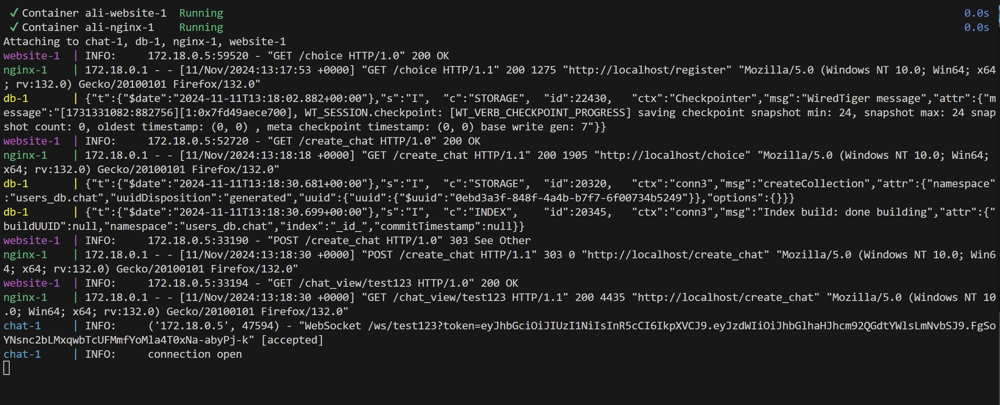 ✓ Container ali-website-1  Running 0.0s
✓ Container ali-nginx-1    Running 0.0s
Attaching to chat-1, db-1, nginx-1, website-1
website-1  | INFO:     172.18.0.5:59520 - "GET /choice HTTP/1.0" 200 OK
nginx-1    | 172.18.0.1 - - [11/Nov/2024:13:17:53 +0000] "GET /choice HTTP/1.1" 200 1275 "http://localhost/register" "Mozilla/5.0 (Windows NT 10.0; Win64; x64
; rv:132.0) Gecko/20100101 Firefox/132.0"
db-1       | {"t":{"$date":"2024-11-11T13:18:02.882+00:00"},"s":"I",  "c":"STORAGE",  "id":22430,   "ctx":"Checkpointer","msg":"WiredTiger message","attr":{"m
essage":"[1731331082:882756][1:0x7fd49aece700], WT_SESSION.checkpoint: [WT_VERB_CHECKPOINT_PROGRESS] saving checkpoint snapshot min: 24, snapshot max: 24 snap
shot count: 0, oldest timestamp: (0, 0) , meta checkpoint timestamp: (0, 0) base write gen: 7"}}
website-1  | INFO:     172.18.0.5:52720 - "GET /create_chat HTTP/1.0" 200 OK
nginx-1    | 172.18.0.1 - - [11/Nov/2024:13:18:18 +0000] "GET /create_chat HTTP/1.1" 200 1905 "http://localhost/choice" "Mozilla/5.0 (Windows NT 10.0; Win64;
x64; rv:132.0) Gecko/20100101 Firefox/132.0"
db-1       | {"t":{"$date":"2024-11-11T13:18:30.681+00:00"},"s":"I",  "c":"STORAGE",  "id":20320,   "ctx":"conn3","msg":"createCollection","attr":{"namespace"
:"users_db.chat","uuidDisposition":"generated","uuid":{"uuid":{"$uuid":"0ebd3a3f-848f-4a4b-b7f7-6f00734b5249"}},"options":{}}}
db-1       | {"t":{"$date":"2024-11-11T13:18:30.699+00:00"},"s":"I",  "c":"INDEX",    "id":20345,   "ctx":"conn3","msg":"Index build: done building","attr":{"
buildUUID":null,"namespace":"users_db.chat","index":"_id_","commitTimestamp":null}}
website-1  | INFO:     172.18.0.5:33190 - "POST /create_chat HTTP/1.0" 303 See Other
nginx-1    | 172.18.0.1 - - [11/Nov/2024:13:18:30 +0000] "POST /create_chat HTTP/1.1" 303 0 "http://localhost/create_chat" "Mozilla/5.0 (Windows NT 10.0; Win6
4; x64; rv:132.0) Gecko/20100101 Firefox/132.0"
website-1  | INFO:     172.18.0.5:33194 - "GET /chat_view/test123 HTTP/1.0" 200 OK
nginx-1    | 172.18.0.1 - - [11/Nov/2024:13:18:30 +0000] "GET /chat_view/test123 HTTP/1.1" 200 4435 "http://localhost/create_chat" "Mozilla/5.0 (Windows NT 10
.0; Win64; x64; rv:132.0) Gecko/20100101 Firefox/132.0"
chat-1     | INFO:     ('172.18.0.5', 47594) - "WebSocket /ws/test123?token=eyJhbGciOiJIUzI1NiIsInR5cCI6IkpXVCJ9.eyJzdWIiOiJhbGlhaHJhcm92QGdtYWlsLmNvbSJ9.FgSo
YNsnc2bLMxqwbTcUFMmfYoMla4T0xNa-abyPj-k" [accepted]
chat-1     | INFO:     connection open